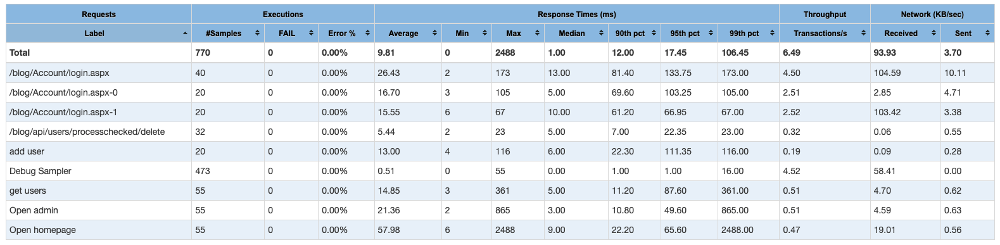 Requests Executions Response Times (ms) Throughput Network (KB/sec)
Label #Samples FAIL Error % Average Min Max Median 90th pct 95th pct 99th pct Transactions/s Received Sent
Total 770 0 0.00% 9.81 0 2488 1.00 12.00 17.45 106.45 6.49 93.93 3.70
/blog/Account/login.aspx 40 0 0.00% 26.43 2 173 13.00 81.40 133.75 173.00 4.50 104.59 10.11
/blog/Account/login.aspx-0 20 0 0.00% 16.70 3 105 5.00 69.60 103.25 105.00 2.51 2.85 4.71
/blog/Account/login.aspx-1 20 0 0.00% 15.55 6 67 10.00 61.20 66.95 67.00 2.52 103.42 3.38
/blog/api/users/processchecked/delete 32 0 0.00% 5.44 2 23 5.00 7.00 22.35 23.00 0.32 0.06 0.55
add user 20 0 0.00% 13.00 4 116 6.00 22.30 111.35 116.00 0.19 0.09 0.28
Debug Sampler 473 0 0.00% 0.51 0 55 0.00 1.00 1.00 16.00 4.52 58.41 0.00
get users 55 0 0.00% 14.85 3 361 5.00 11.20 87.60 361.00 0.51 4.70 0.62
Open admin 55 0 0.00% 21.36 2 865 3.00 10.80 49.60 865.00 0.51 4.59 0.63
Open homepage 55 0 0.00% 57.98 6 2488 9.00 22.20 65.60 2488.00 0.47 19.01 0.56